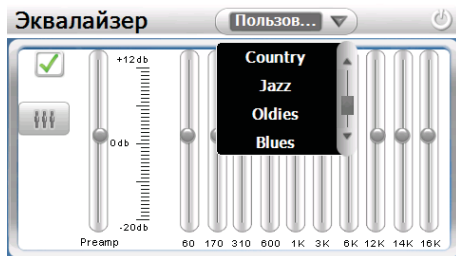 Эквалайзер Пользов...
+12db
Country
Jazz
Oldies
Blues
0db
-20db
Preamp 60 170 310 600 1K 3K 6K 12K 14K 16K